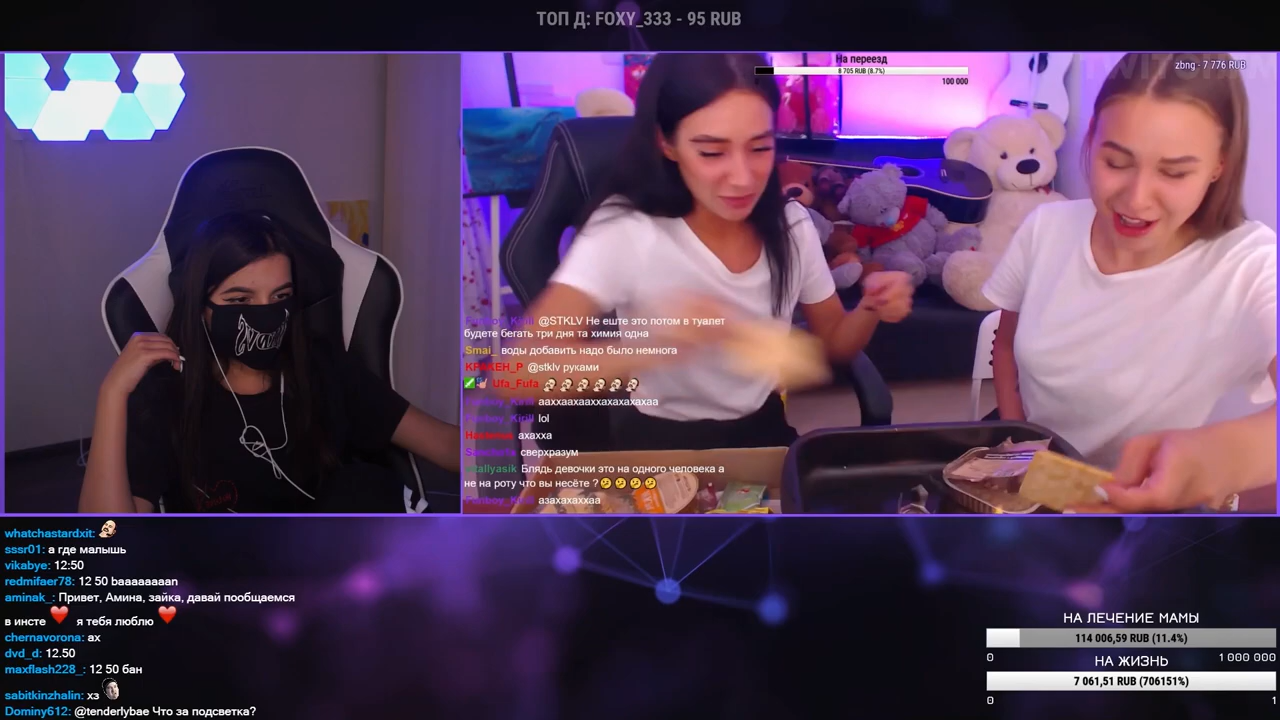 ТОП Д: FOXY_333 - 95 RUB
На переезд
8 705 RUB (8.7%)
100 000
zbng - 7 776 RUB
@STKLV Не еште это потом в туалет
будете бегать три дня та химия одна
Smai_ воды добавить надо было немнога
@stklv руками
Ufa_Fufa
ааххаахааххахахахахаа
lol
ахахха
сверхразум
Блядь девочки это на одного человека а
не на роту что вы несёте ?
азахахаххаа
whatchastardxit:
sssr01: а где малышь
vikabye: 12:50
redmifaer78: 12 50 baaaaaaaan
aminak_: Привет, Амина, зайка, давай пообщаемся
в инсте я тебя люблю
chernavorona: ах
dvd_d: 12.50
maxflash228_: 12 50 бан
sabitkinzhalin: хз
Dominy612: @tenderlybae Что за подсветка?
НА ЛЕЧЕНИЕ МАМЫ
114 006,59 RUB (11.4%)
0 1 000 000
НА ЖИЗНЬ
7 061,51 RUB (706151%)
0 1